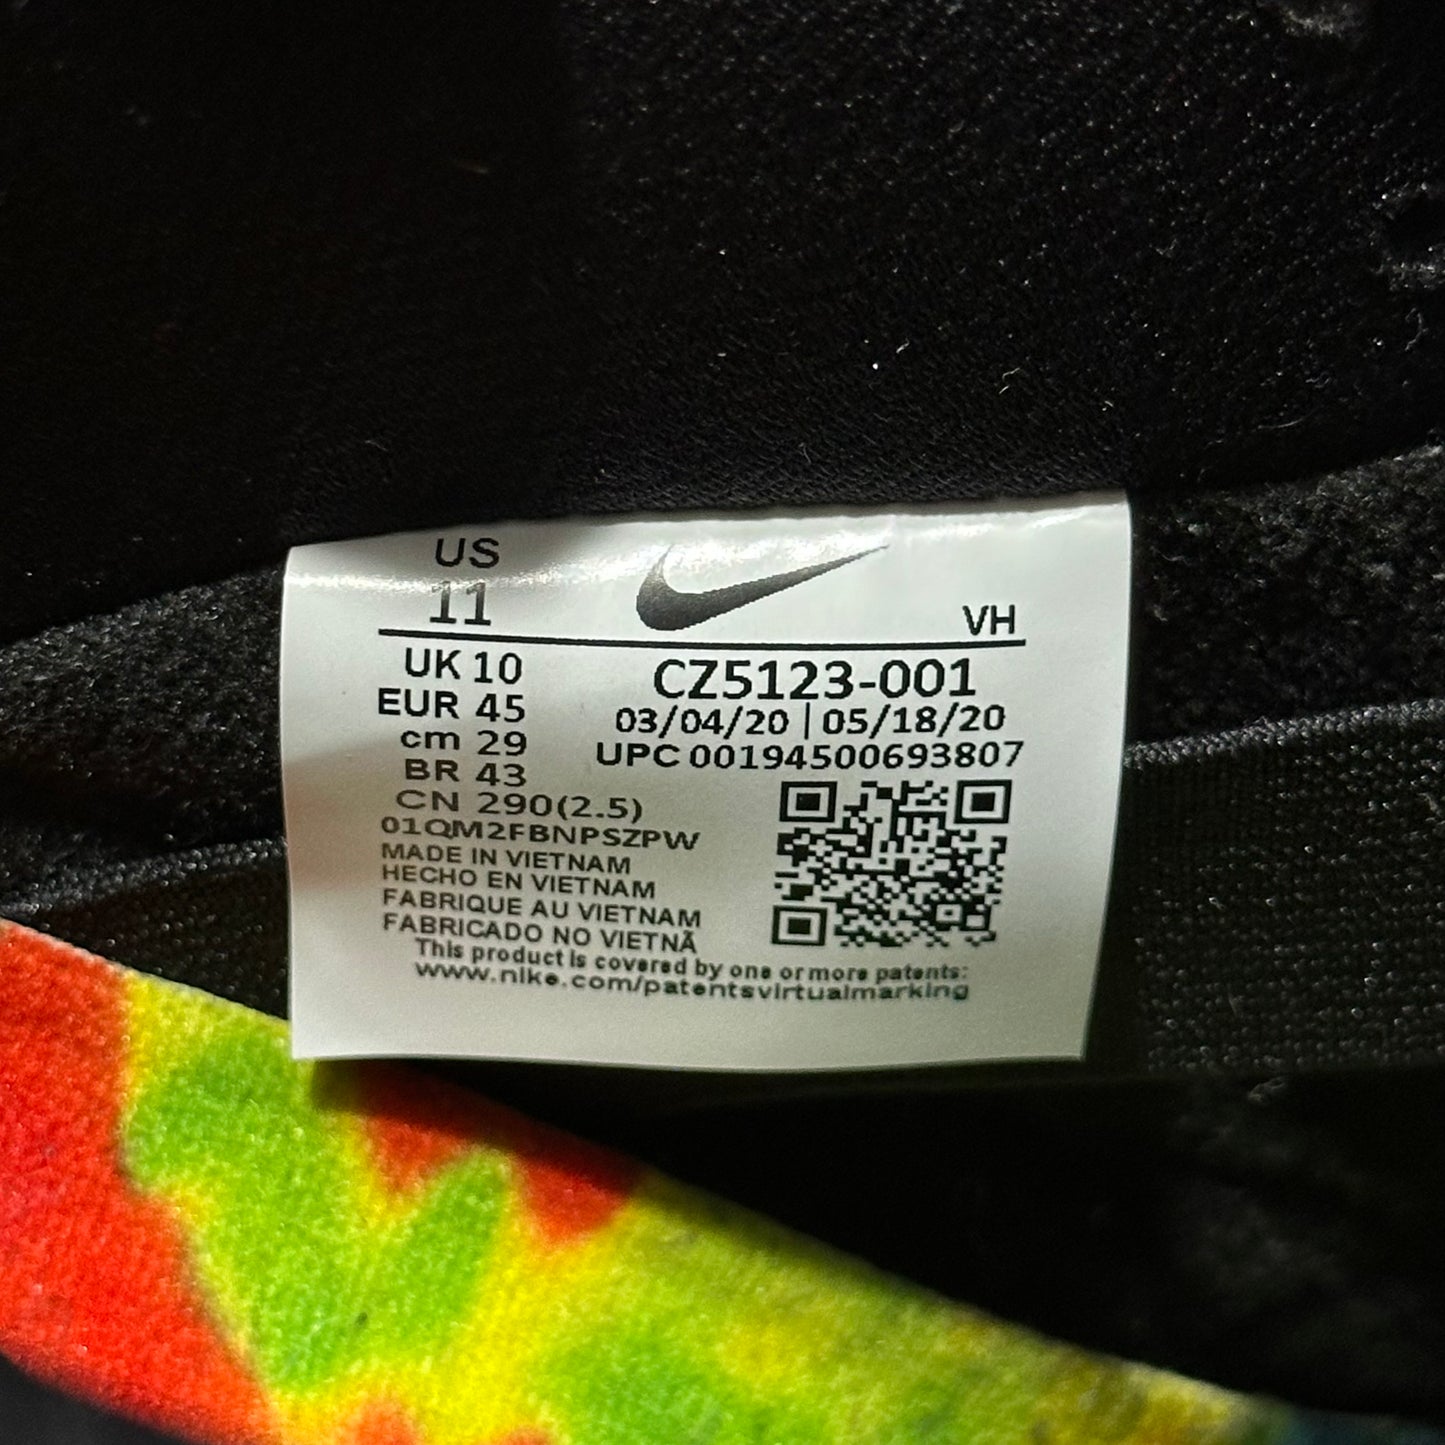 US
11
VH
UK 10
CZ5123-001
EUR 45
03/04/20 | 05/18/20
cm 29
UPC 00194500693807
BR 43
CN 290(2.5)
01QM2FBNPSZPW
MADE IN VIETNAM
HECHO EN VIETNAM
FABRIQUE AU VIETNAM
FABRICADO NO VIETNÃ
This product is covered by one or more patents:
www.nike.com/patentsvirtualmarking